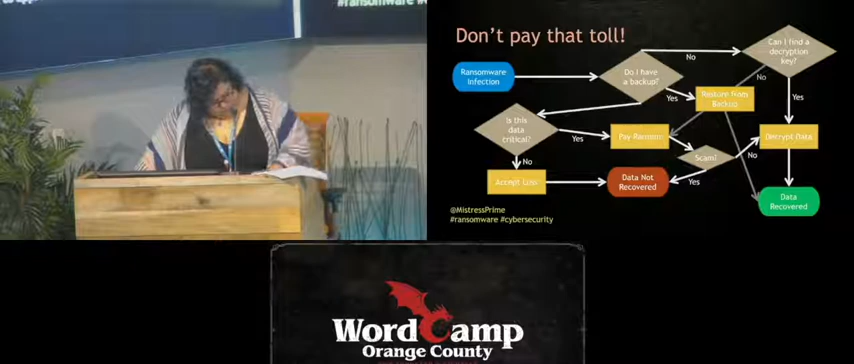 #ransomware
Don't pay that toll!
Can I find a
decryption
key?
No
Ransomware
Infection
Do I have
a backup?
No
Yes
Restore from
Backup
Yes
Is this
data
critical?
Yes
Pay Ransom
Decrypt Data
Scam?
No
No
Yes
Accept Loss
Data Not
Recovered
Data
Recovered
@MistressPrime
#ransomware #cybersecurity
WordCamp
Orange County